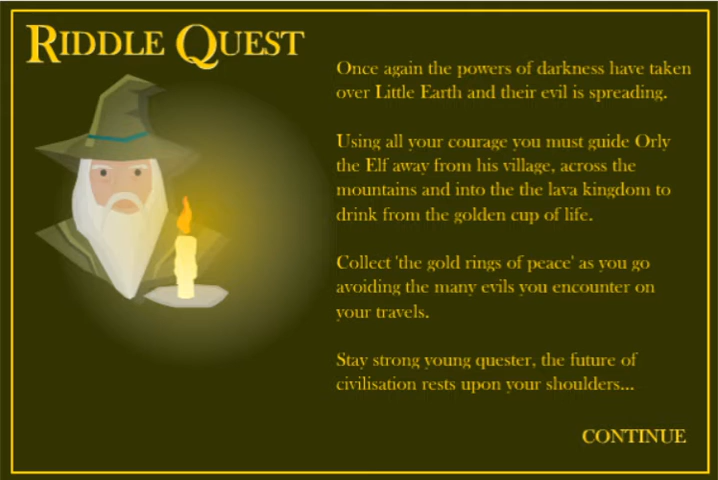 RIDDLE QUEST
Once again the powers of darkness have taken
over Little Earth and their evil is spreading.
Using all your courage you must guide Orly
the Elf away from his village, across the
mountains and into the the lava kingdom to
drink from the golden cup of life.
Collect 'the gold rings of peace' as you go
avoiding the many evils you encounter on
your travels.
Stay strong young quester, the future of
civilisation rests upon your shoulders...
CONTINUE